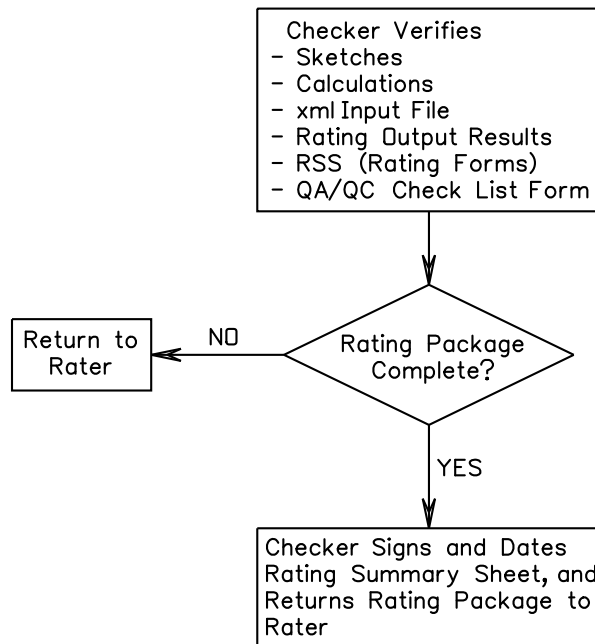 Checker Verifies
- Sketches
- Calculations
- xml Input File
- Rating Output Results
- RSS (Rating Forms)
- QA/QC Check List Form
Rating Package
Complete?
NO
Return to
Rater
YES
Checker Signs and Dates
Rating Summary Sheet, and
Returns Rating Package to
Rater